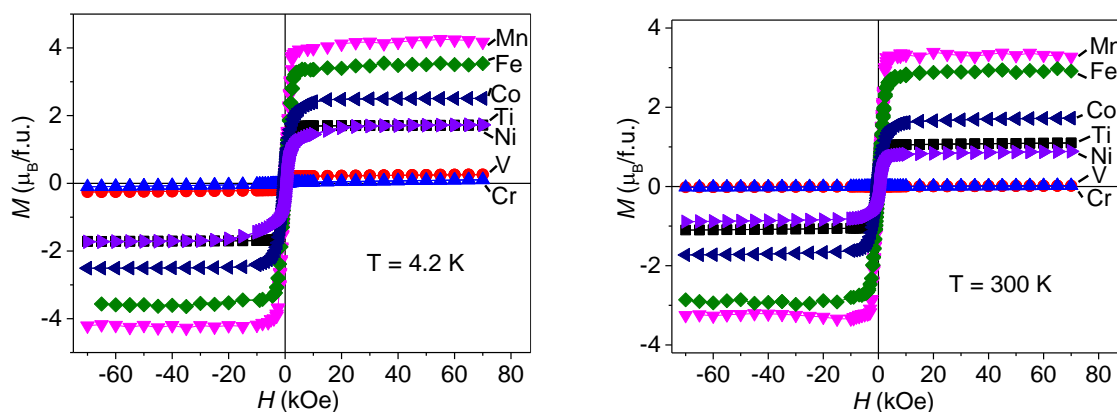 4
2
0
-2
-4
M (μB/f.u.)
-60 -40 -20 0 20 40 60 80
H (kOe)
Mn
Fe
Co
Ti
Ni
V
Cr
T = 4.2 K
4
2
0
-2
-4
M (μB/f.u.)
-60 -40 -20 0 20 40 60 80
H (kOe)
Mn
Fe
Co
Ti
Ni
V
Cr
T = 300 K